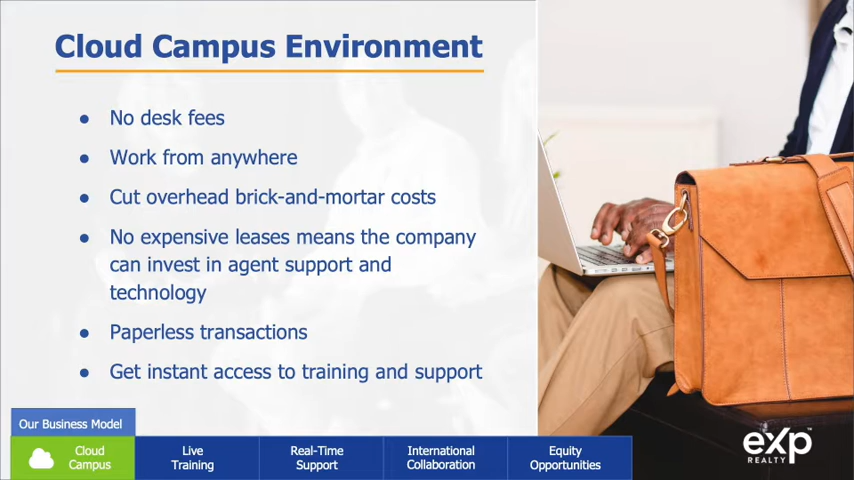 Cloud Campus Environment
● No desk fees
● Work from anywhere
● Cut overhead brick-and-mortar costs
● No expensive leases means the company
can invest in agent support and
technology
● Paperless transactions
● Get instant access to training and support
Our Business Model
Cloud
Campus
Live
Training
Real-Time
Support
International
Collaboration
Equity
Opportunities
eXp™
REALTY